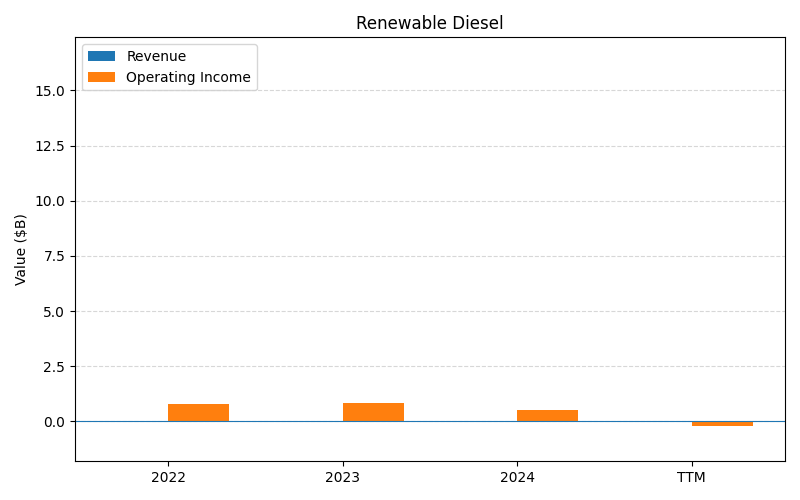 Renewable Diesel
Revenue
Operating Income
Value ($B)
15.0
12.5
10.0
7.5
5.0
2.5
0.0
2022
2023
2024
TTM